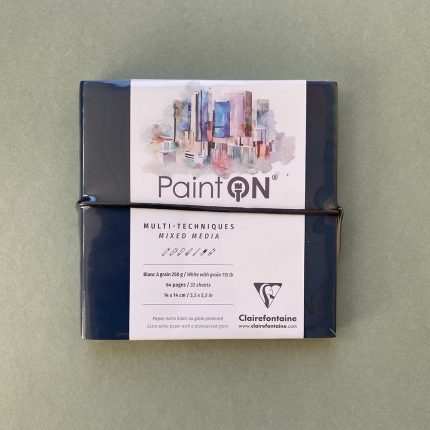 PaintON®
MULTI-TECHNIQUES
MIXED MEDIA
Blanc à grain 250 g / White with grain 115 lb
64 pages / 32 sheets
14 x 14 cm / 5,5 x 5,5 in
Papier extra blanc au grain prononcé
Extra white paper with a pronounced grain
Clairefontaine
www.clairefontaine.com